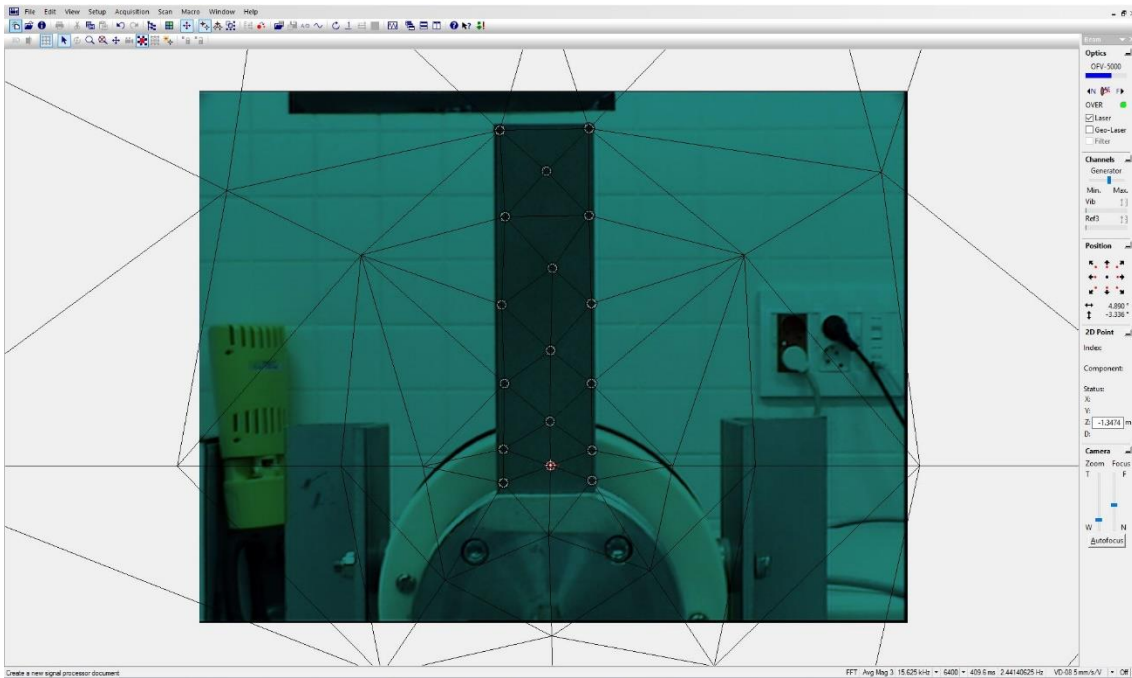 File Edit View Setup Acquisition Scan Macro Window Help
Optics
OFV-5000
N F
OVER
Laser
Geo-Laser
Filter
Channels
Generator
Min. Max.
Vib
Ref3
Position
4.890 °
-3.336 °
2D Point
Index:
Component:
Status:
X:
Y:
Z: -1.3474 m
D:
Camera
Zoom Focus
T F
W N
Autofocus
Create a new signal processor document
FFT Avg Mag 3 15.625 kHz 6400 409.6 ms 2.44140625 Hz VD-08 5 mm/s/V Off